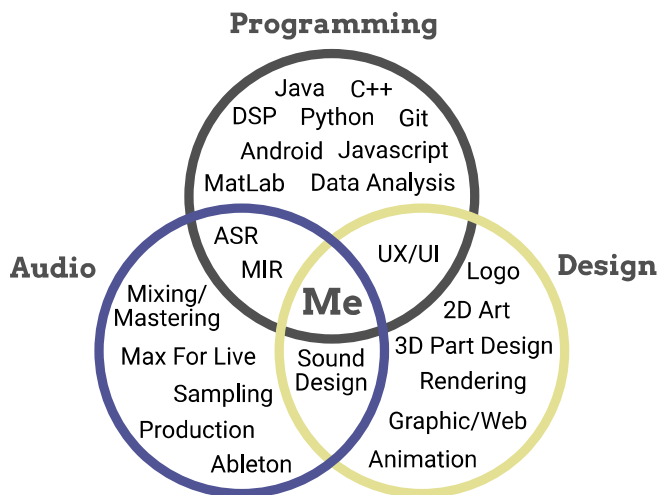 Programming
Java C++
DSP Python Git
Android Javascript
MatLab Data Analysis
Audio
ASR
MIR
UX/UI
Design
Me
Mixing/
Mastering
Max For Live
Sampling
Production
Ableton
Sound
Design
Logo
2D Art
3D Part Design
Rendering
Graphic/Web
Animation